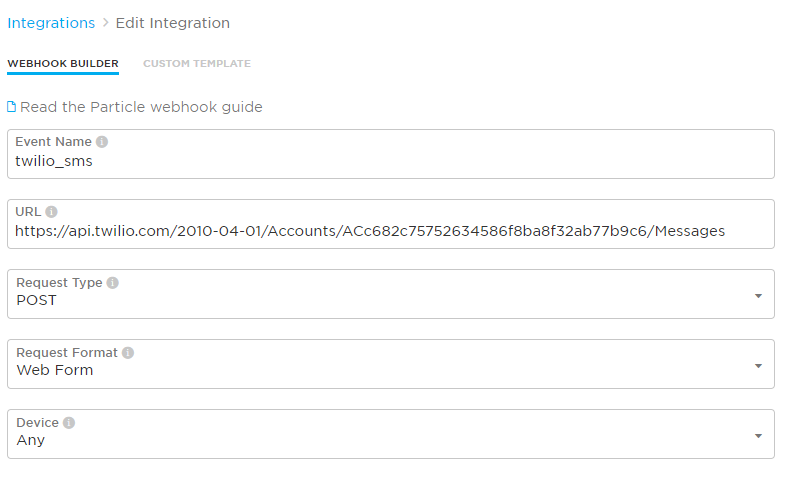 Integrations > Edit Integration
WEBHOOK BUILDER CUSTOM TEMPLATE
Read the Particle webhook guide
Event Name
twilio_sms
URL
https://api.twilio.com/2010-04-01/Accounts/ACc682c75752634586f8ba8f32ab77b9c6/Messages
Request Type
POST
Request Format
Web Form
Device
Any